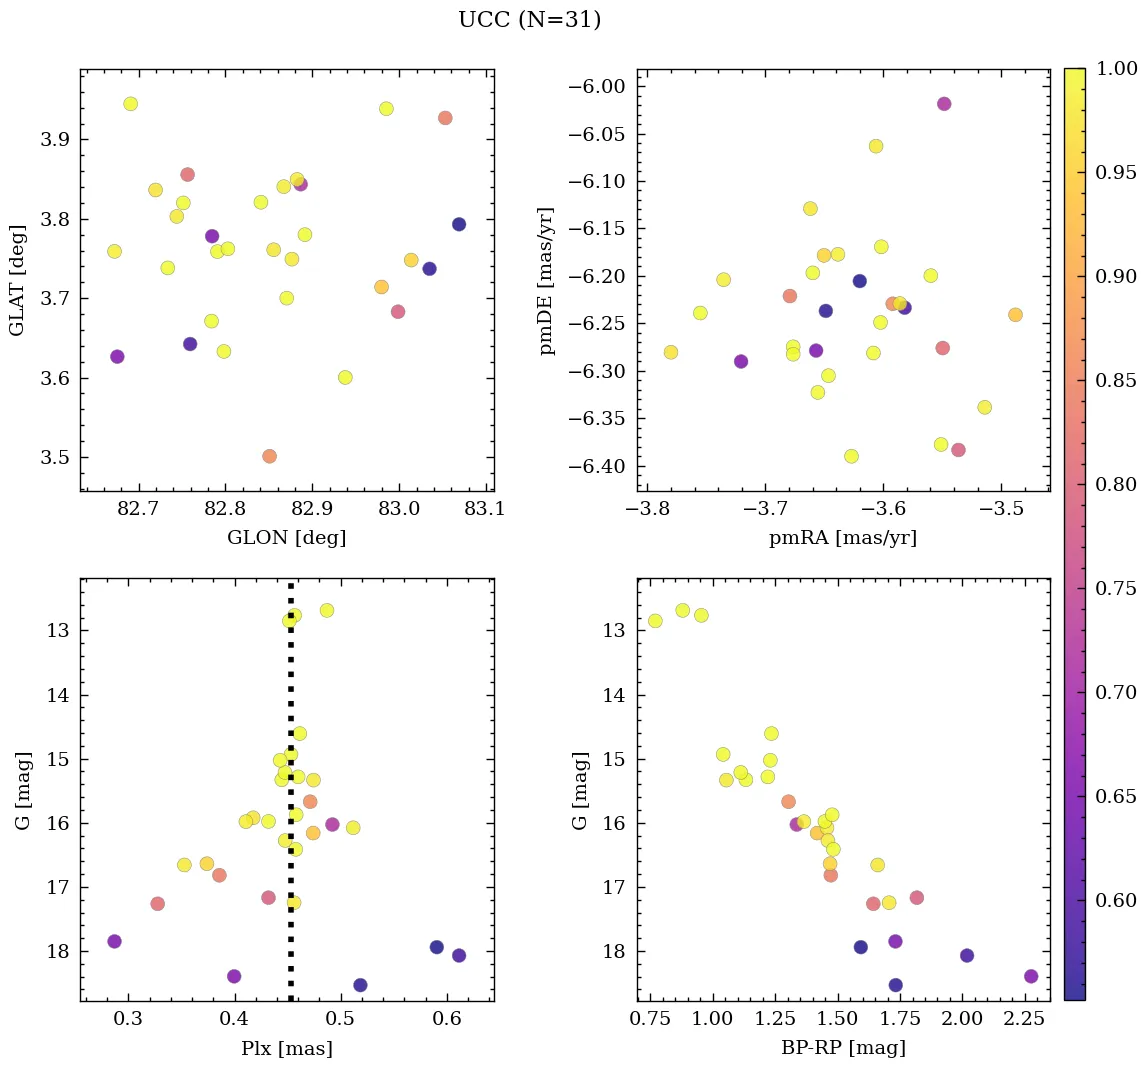 UCC (N=31)
3.9
3.8
3.7
3.6
3.5
GLAT [deg]
82.7 82.8 82.9 83.0 83.1
GLON [deg]
−6.00
−6.05
−6.10
−6.15
−6.20
−6.25
−6.30
−6.35
−6.40
pmDE [mas/yr]
−3.8 −3.7 −3.6 −3.5
pmRA [mas/yr]
13
14
15
16
17
18
G [mag]
0.3 0.4 0.5 0.6
Plx [mas]
13
14
15
16
17
18
G [mag]
0.75 1.00 1.25 1.50 1.75 2.00 2.25
BP-RP [mag]
1.00
0.95
0.90
0.85
0.80
0.75
0.70
0.65
0.60